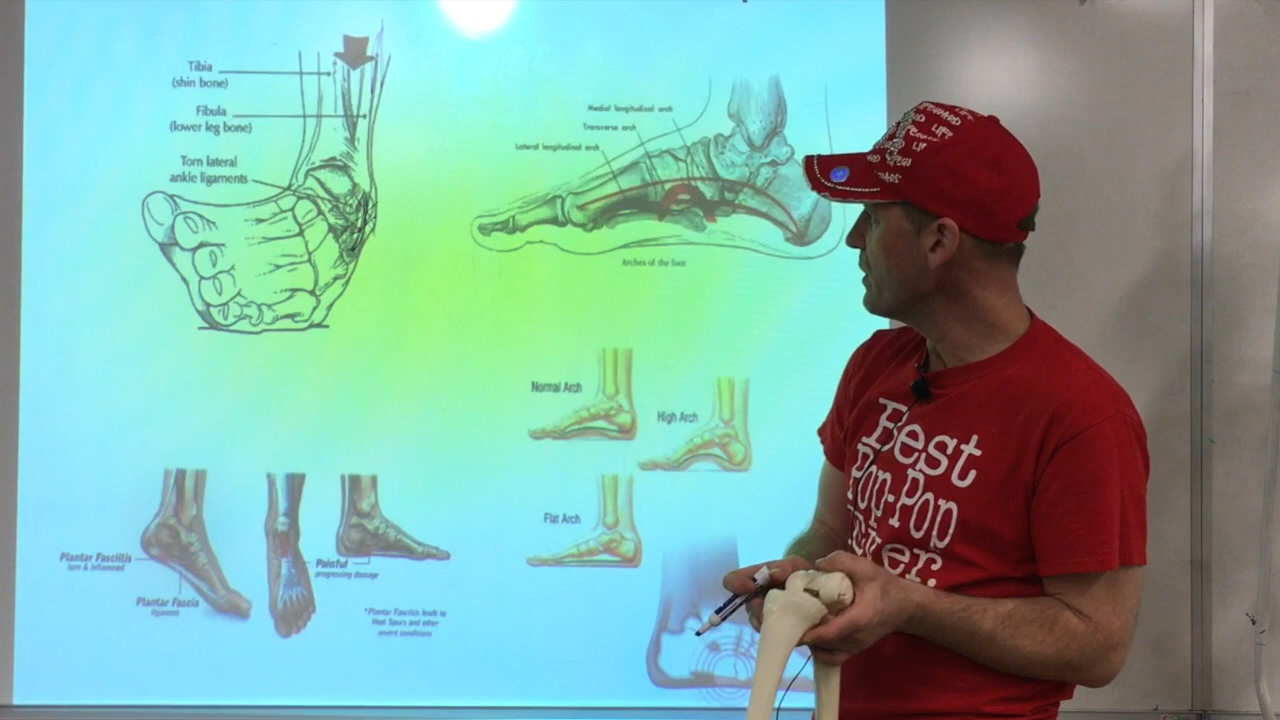 Tibia
(shin bone)
Fibula
(lower leg bone)
Torn lateral
ankle ligaments
Medial longitudinal arch
Transverse arch
Lateral longitudinal arch
Arches of the foot
Normal Arch
High Arch
Flat Arch
Plantar Fasciitis
torn & inflamed
Plantar Fascia
ligament
Painful
progressing damage
*Plantar Fasciitis leads to
Heel Spurs and other
severe conditions
LIFE
Best
Pop-Pop
Ever.